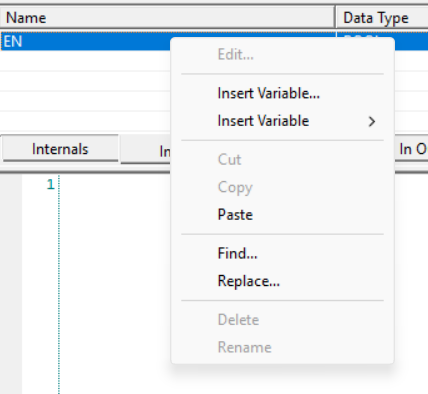 Name Data Type
EN
Edit...
Insert Variable...
Insert Variable
Internals
In O
Cut
Copy
1
Paste
Find...
Replace...
Delete
Rename